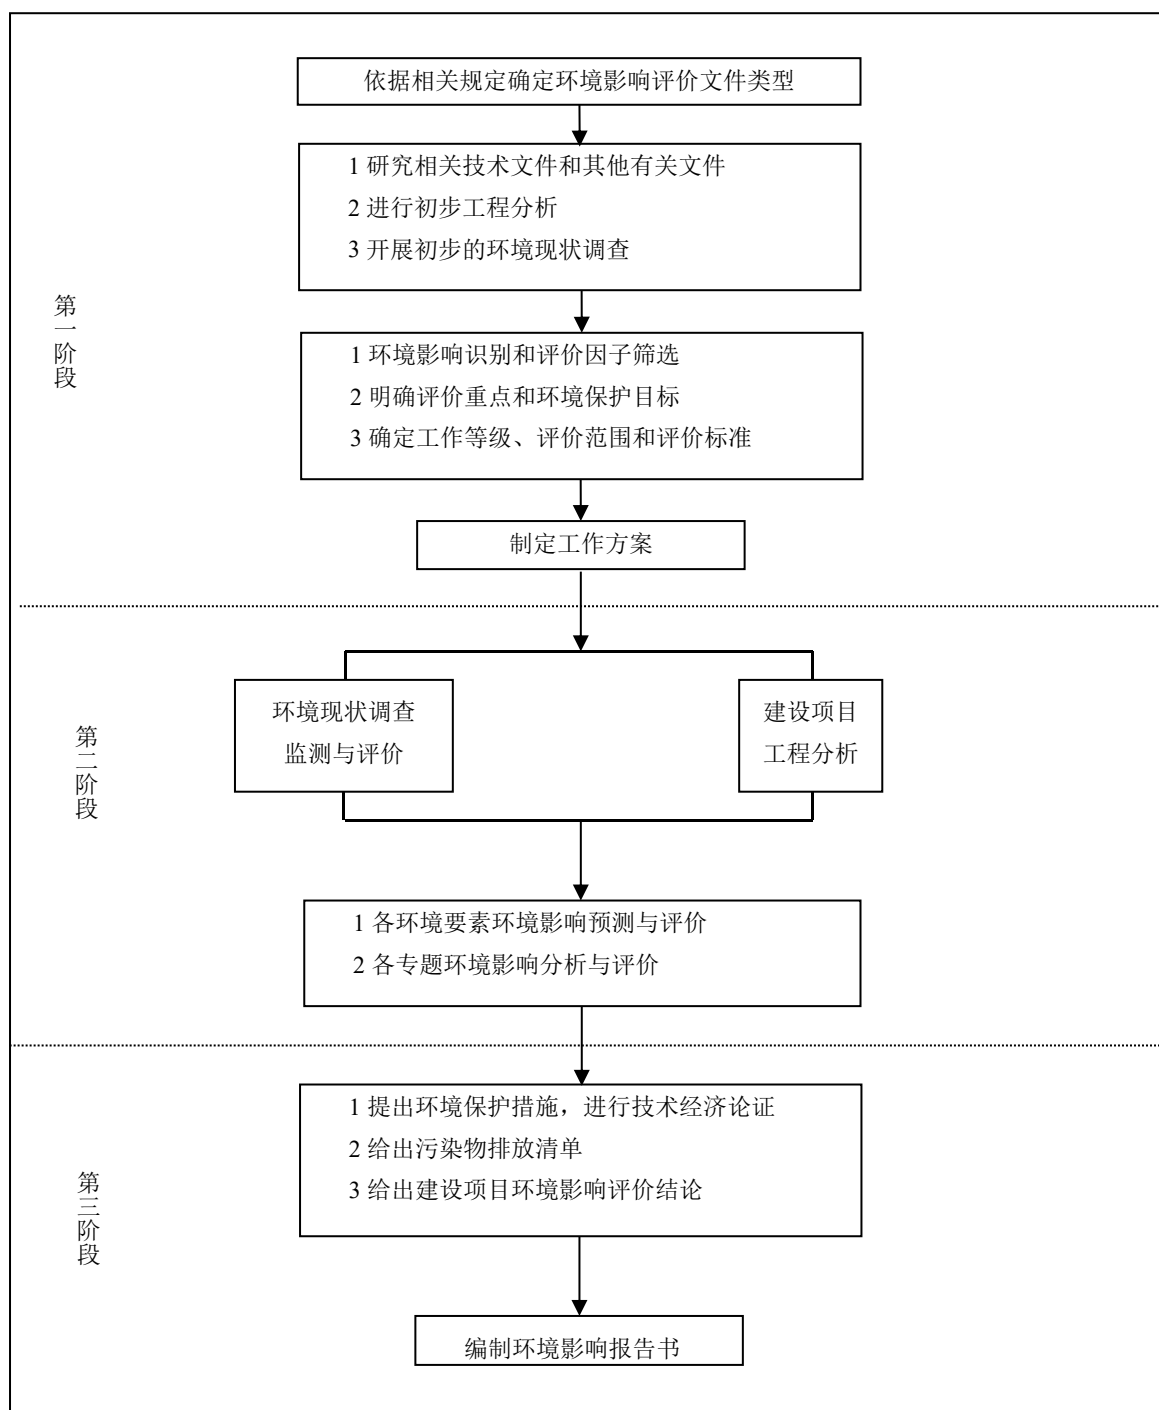 依据相关规定确定环境影响评价文件类型
1 研究相关技术文件和其他有关文件
2 进行初步工程分析
3 开展初步的环境现状调查
第一阶段
1 环境影响识别和评价因子筛选
2 明确评价重点和环境保护目标
3 确定工作等级、评价范围和评价标准
制定工作方案
第二阶段
环境现状调查
监测与评价
建设项目
工程分析
1 各环境要素环境影响预测与评价
2 各专题环境影响分析与评价
第三阶段
1 提出环境保护措施，进行技术经济论证
2 给出污染物排放清单
3 给出建设项目环境影响评价结论
编制环境影响报告书